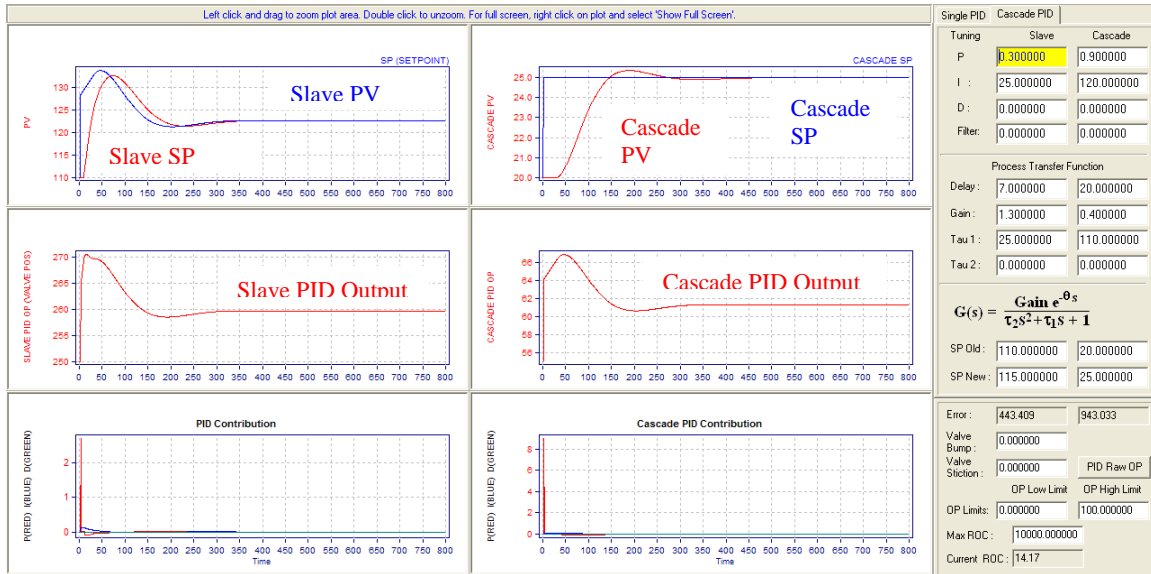 Left click and drag to zoom plot area. Double click to unzoom. For full screen, right click on plot and select 'Show Full Screen'.
SP (SETPOINT)
PV
130
125
120
115
110
Slave PV
Slave SP
0 50 100 150 200 250 300 350 400 450 500 550 600 650 700 750 800
CASCADE SP
CASCADE PV
25.0
24.0
23.0
22.0
21.0
20.0
Cascade
PV
Cascade
SP
0 50 100 150 200 250 300 350 400 450 500 550 600 650 700 750 800
SLAVE PID OP (VALVE POS)
270
265
260
255
250
Slave PID Output
0 50 100 150 200 250 300 350 400 450 500 550 600 650 700 750 800
CASCADE PID OP
66
64
62
60
58
56
Cascade PID Output
0 50 100 150 200 250 300 350 400 450 500 550 600 650 700 750 800
PID Contribution
P(RED) I(BLUE) D(GREEN)
2
1
0
0 50 100 150 200 250 300 350 400 450 500 550 600 650 700 750 800
Time
Cascade PID Contribution
P(RED) I(BLUE) D(GREEN)
8
6
4
2
0
0 50 100 150 200 250 300 350 400 450 500 550 600 650 700 750 800
Time
Single PID Cascade PID
Tuning Slave Cascade
P 0.300000 0.900000
I : 25.000000 120.000000
D : 0.000000 0.000000
Filter: 0.000000 0.000000
Process Transfer Function
Delay : 7.000000 20.000000
Gain : 1.300000 0.400000
Tau 1 : 25.000000 110.000000
Tau 2 : 0.000000 0.000000
G(s) = Gain e^-θs / τ₂s²+τ₁s + 1
SP Old : 110.000000 20.000000
SP New : 115.000000 25.000000
Error : 443.409 943.033
Valve Bump : 0.000000
Valve Stiction : 0.000000 PID Raw OP
OP Low Limit OP High Limit
OP Limits: 0.000000 100.000000
Max ROC : 10000.000000
Current ROC : 14.17